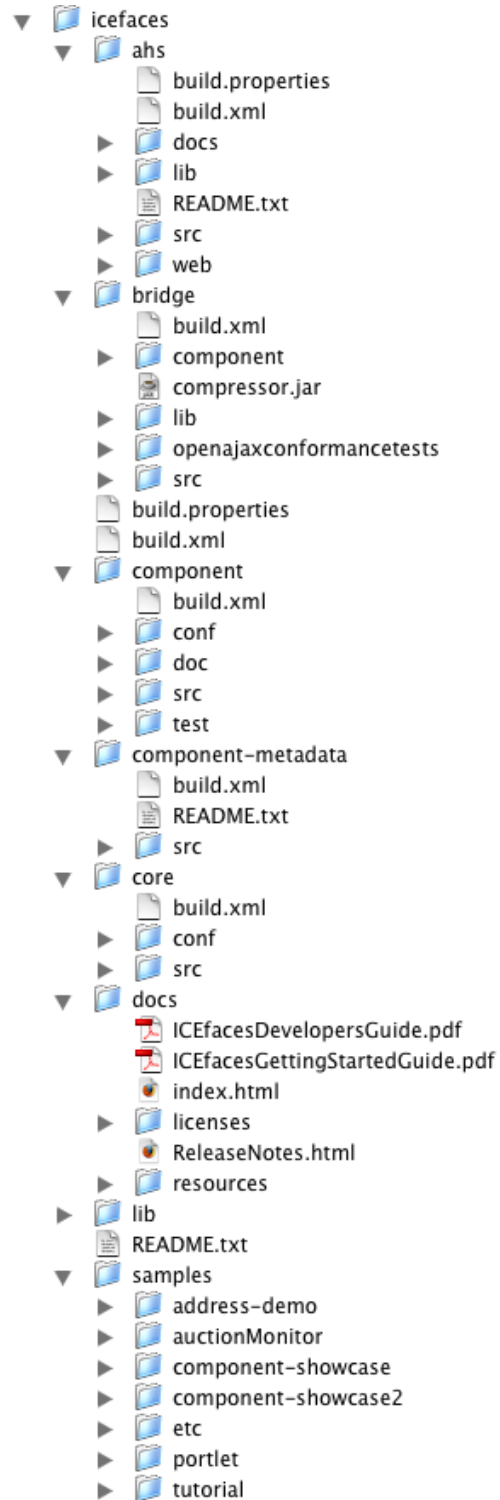 icefaces
ahs
build.properties
build.xml
docs
lib
README.txt
src
web
bridge
build.xml
component
compressor.jar
lib
openajaxconformancetests
src
build.properties
build.xml
component
build.xml
conf
doc
src
test
component-metadata
build.xml
README.txt
src
core
build.xml
conf
src
docs
ICEfacesDevelopersGuide.pdf
ICEfacesGettingStartedGuide.pdf
index.html
licenses
ReleaseNotes.html
resources
lib
README.txt
samples
address-demo
auctionMonitor
component-showcase
component-showcase2
etc
portlet
tutorial